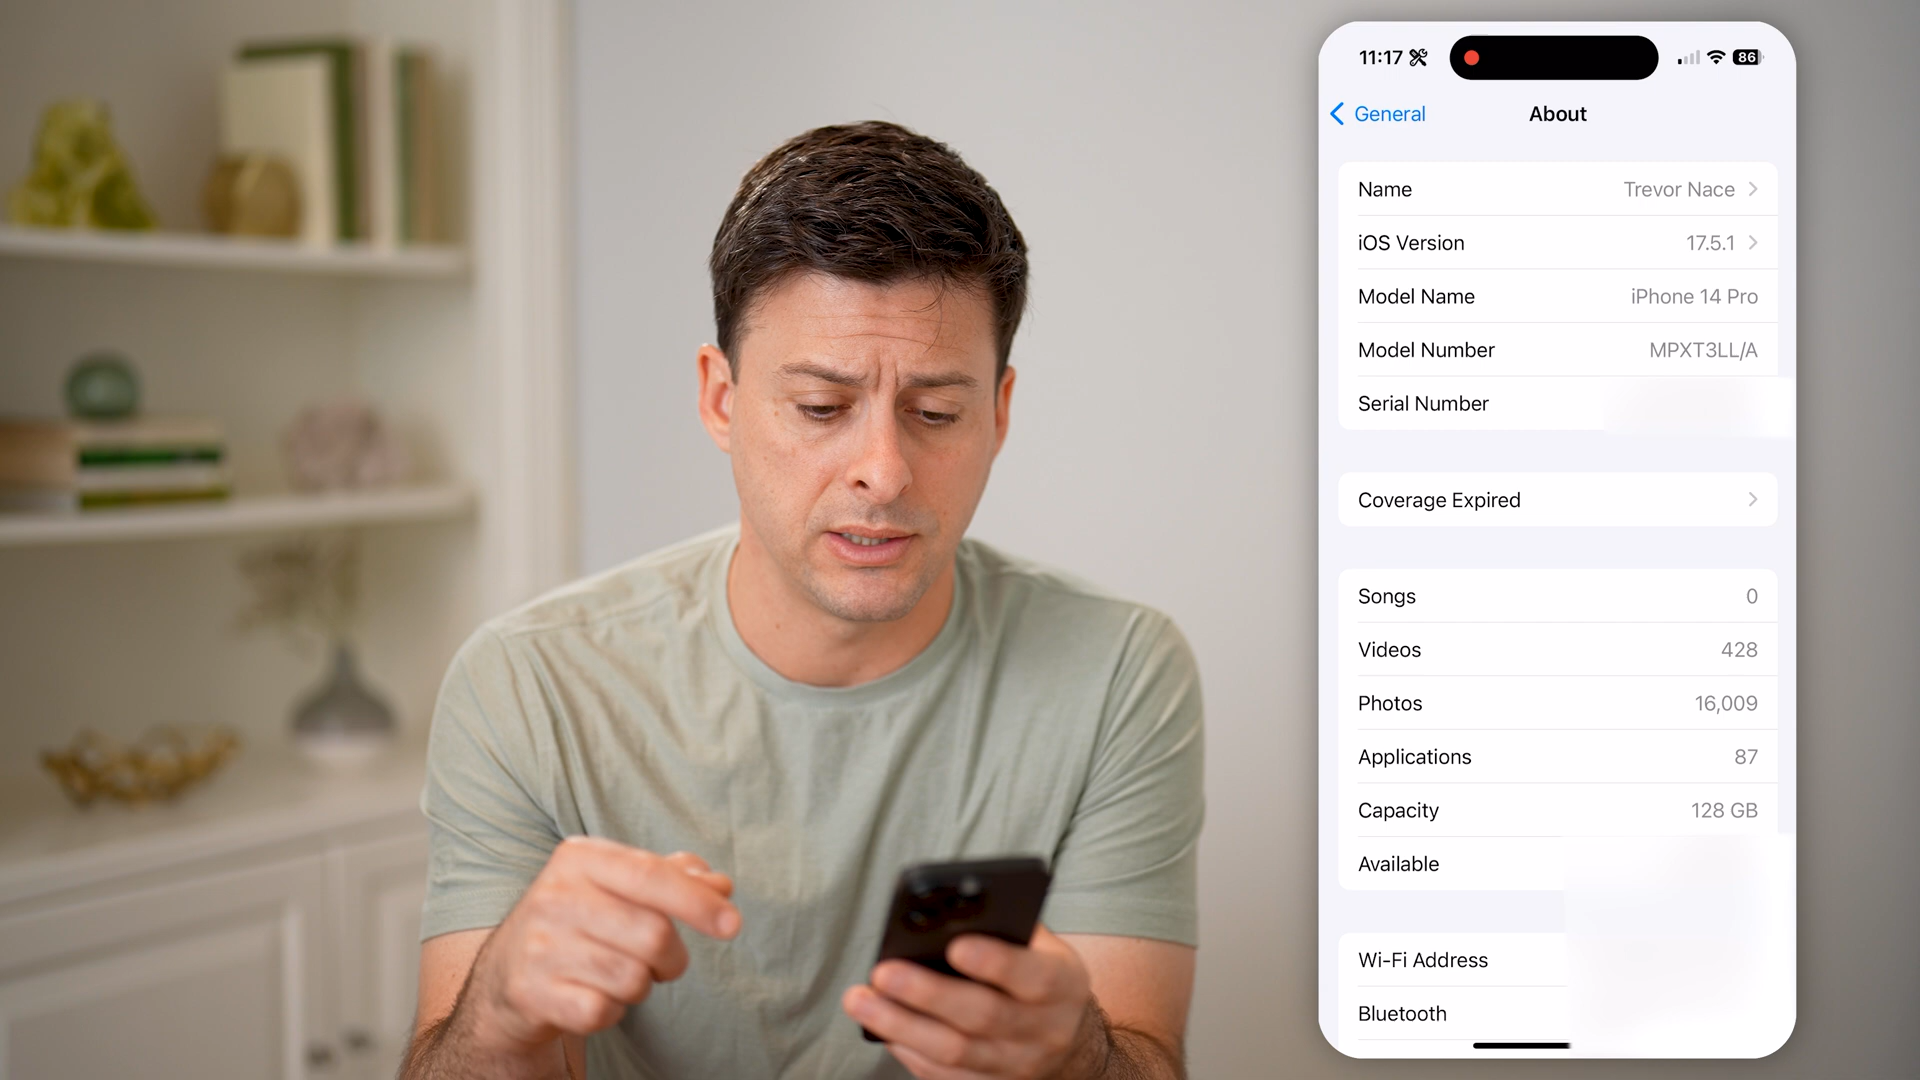 11:17
86
General
About
Name Trevor Nace
iOS Version 17.5.1
Model Name iPhone 14 Pro
Model Number MPXT3LL/A
Serial Number
Coverage Expired
Songs 0
Videos 428
Photos 16,009
Applications 87
Capacity 128 GB
Available
Wi-Fi Address
Bluetooth